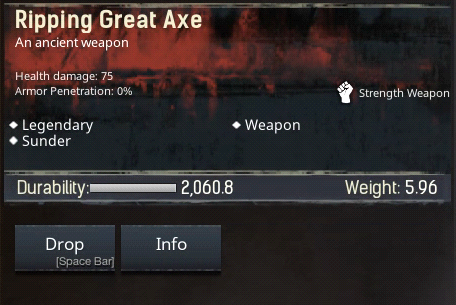 Ripping Great Axe
An ancient weapon
Health damage: 75
Armor Penetration: 0%
Strength Weapon
Legendary
Weapon
Sunder
Durability: 2,060.8
Weight: 5.96
Drop
[Space Bar]
Info